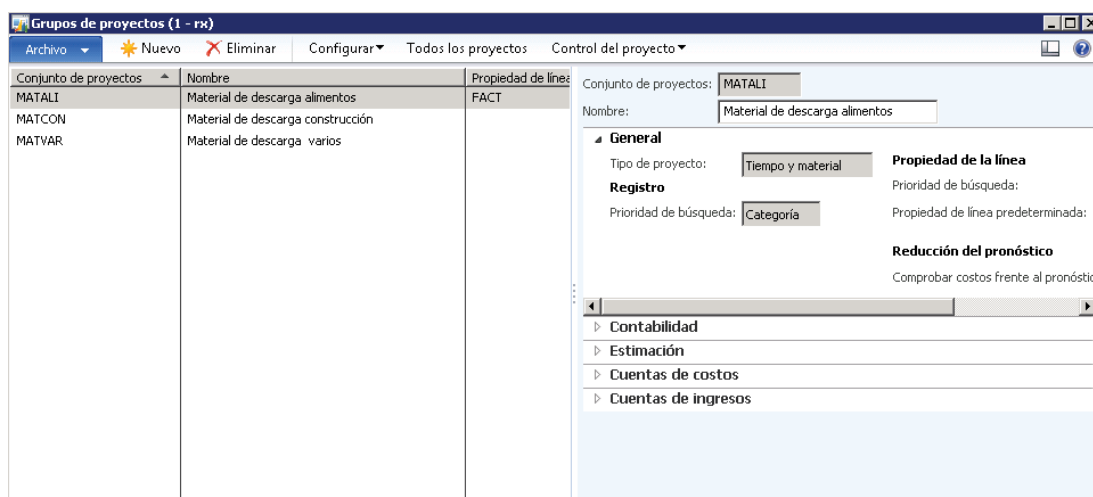 Grupos de proyectos (1 - rx)
Archivo Nuevo Eliminar Configurar Todos los proyectos Control del proyecto
Conjunto de proyectos Nombre Propiedad de línea
MATALI Material de descarga alimentos FACT
MATCON Material de descarga construcción
MATVAR Material de descarga varios
Conjunto de proyectos: MATALI
Nombre: Material de descarga alimentos
General
Tipo de proyecto: Tiempo y material
Registro
Prioridad de búsqueda: Categoría
Propiedad de la línea
Prioridad de búsqueda:
Propiedad de línea predeterminada:
Reducción del pronóstico
Comprobar costos frente al pronóstic
Contabilidad
Estimación
Cuentas de costos
Cuentas de ingresos